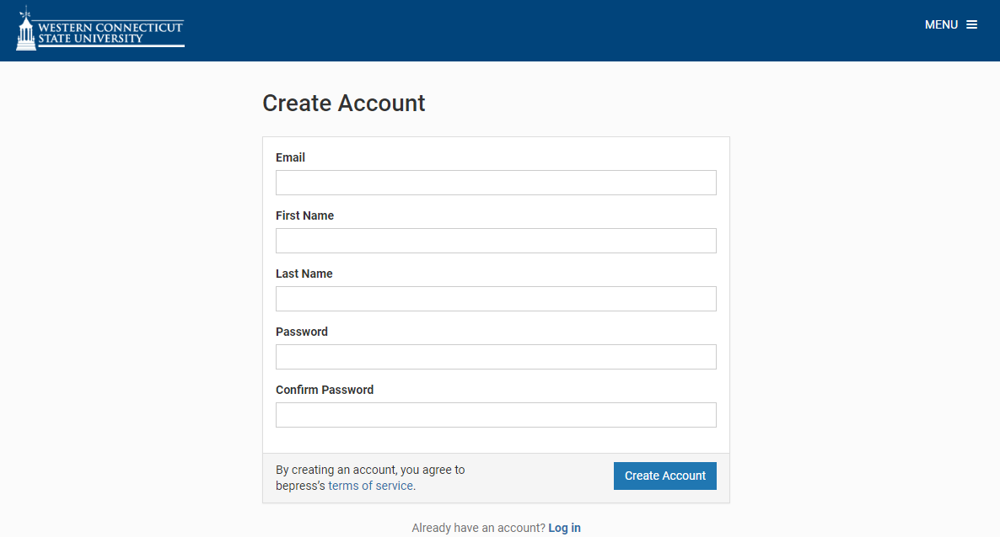 WESTERN CONNECTICUT
STATE UNIVERSITY
MENU
Create Account
Email
First Name
Last Name
Password
Confirm Password
By creating an account, you agree to
bepress's terms of service.
Create Account
Already have an account? Log in